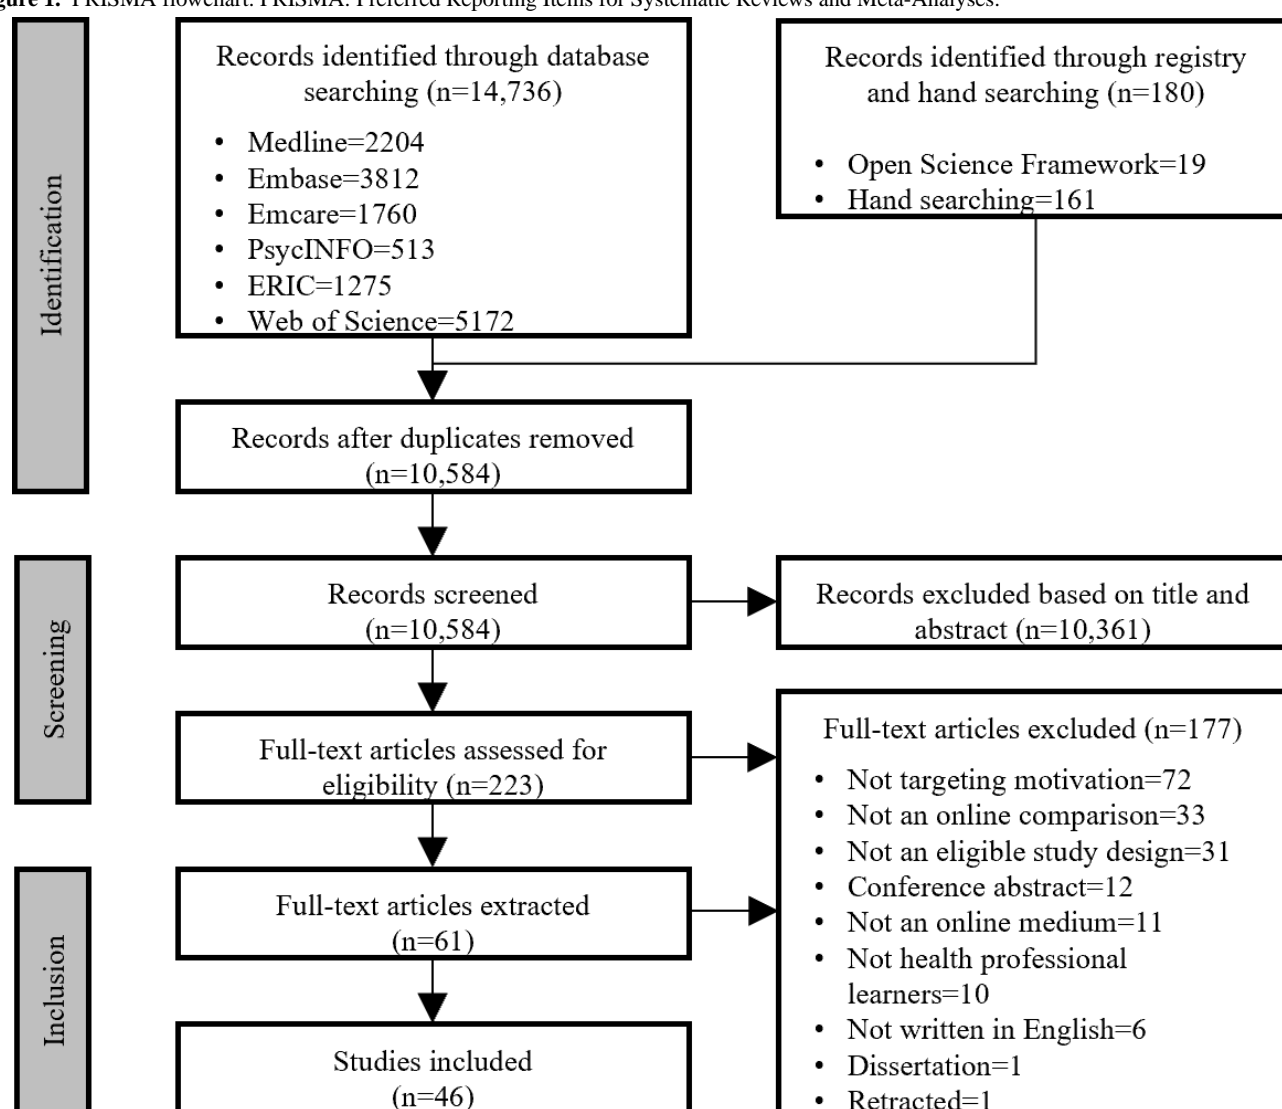 Figure 1. PRISMA flowchart. PRISMA: Preferred Reporting Items for Systematic Reviews and Meta-Analyses.
Identification
Records identified through database
searching (n=14,736)
• Medline=2204
• Embase=3812
• Emcare=1760
• PsycINFO=513
• ERIC=1275
• Web of Science=5172
Records identified through registry
and hand searching (n=180)
• Open Science Framework=19
• Hand searching=161
Records after duplicates removed
(n=10,584)
Screening
Records screened
(n=10,584)
Records excluded based on title and
abstract (n=10,361)
Full-text articles assessed for
eligibility (n=223)
Full-text articles excluded (n=177)
• Not targeting motivation=72
• Not an online comparison=33
• Not an eligible study design=31
• Conference abstract=12
• Not an online medium=11
• Not health professional
learners=10
• Not written in English=6
• Dissertation=1
• Retracted=1
Inclusion
Full-text articles extracted
(n=61)
Studies included
(n=46)